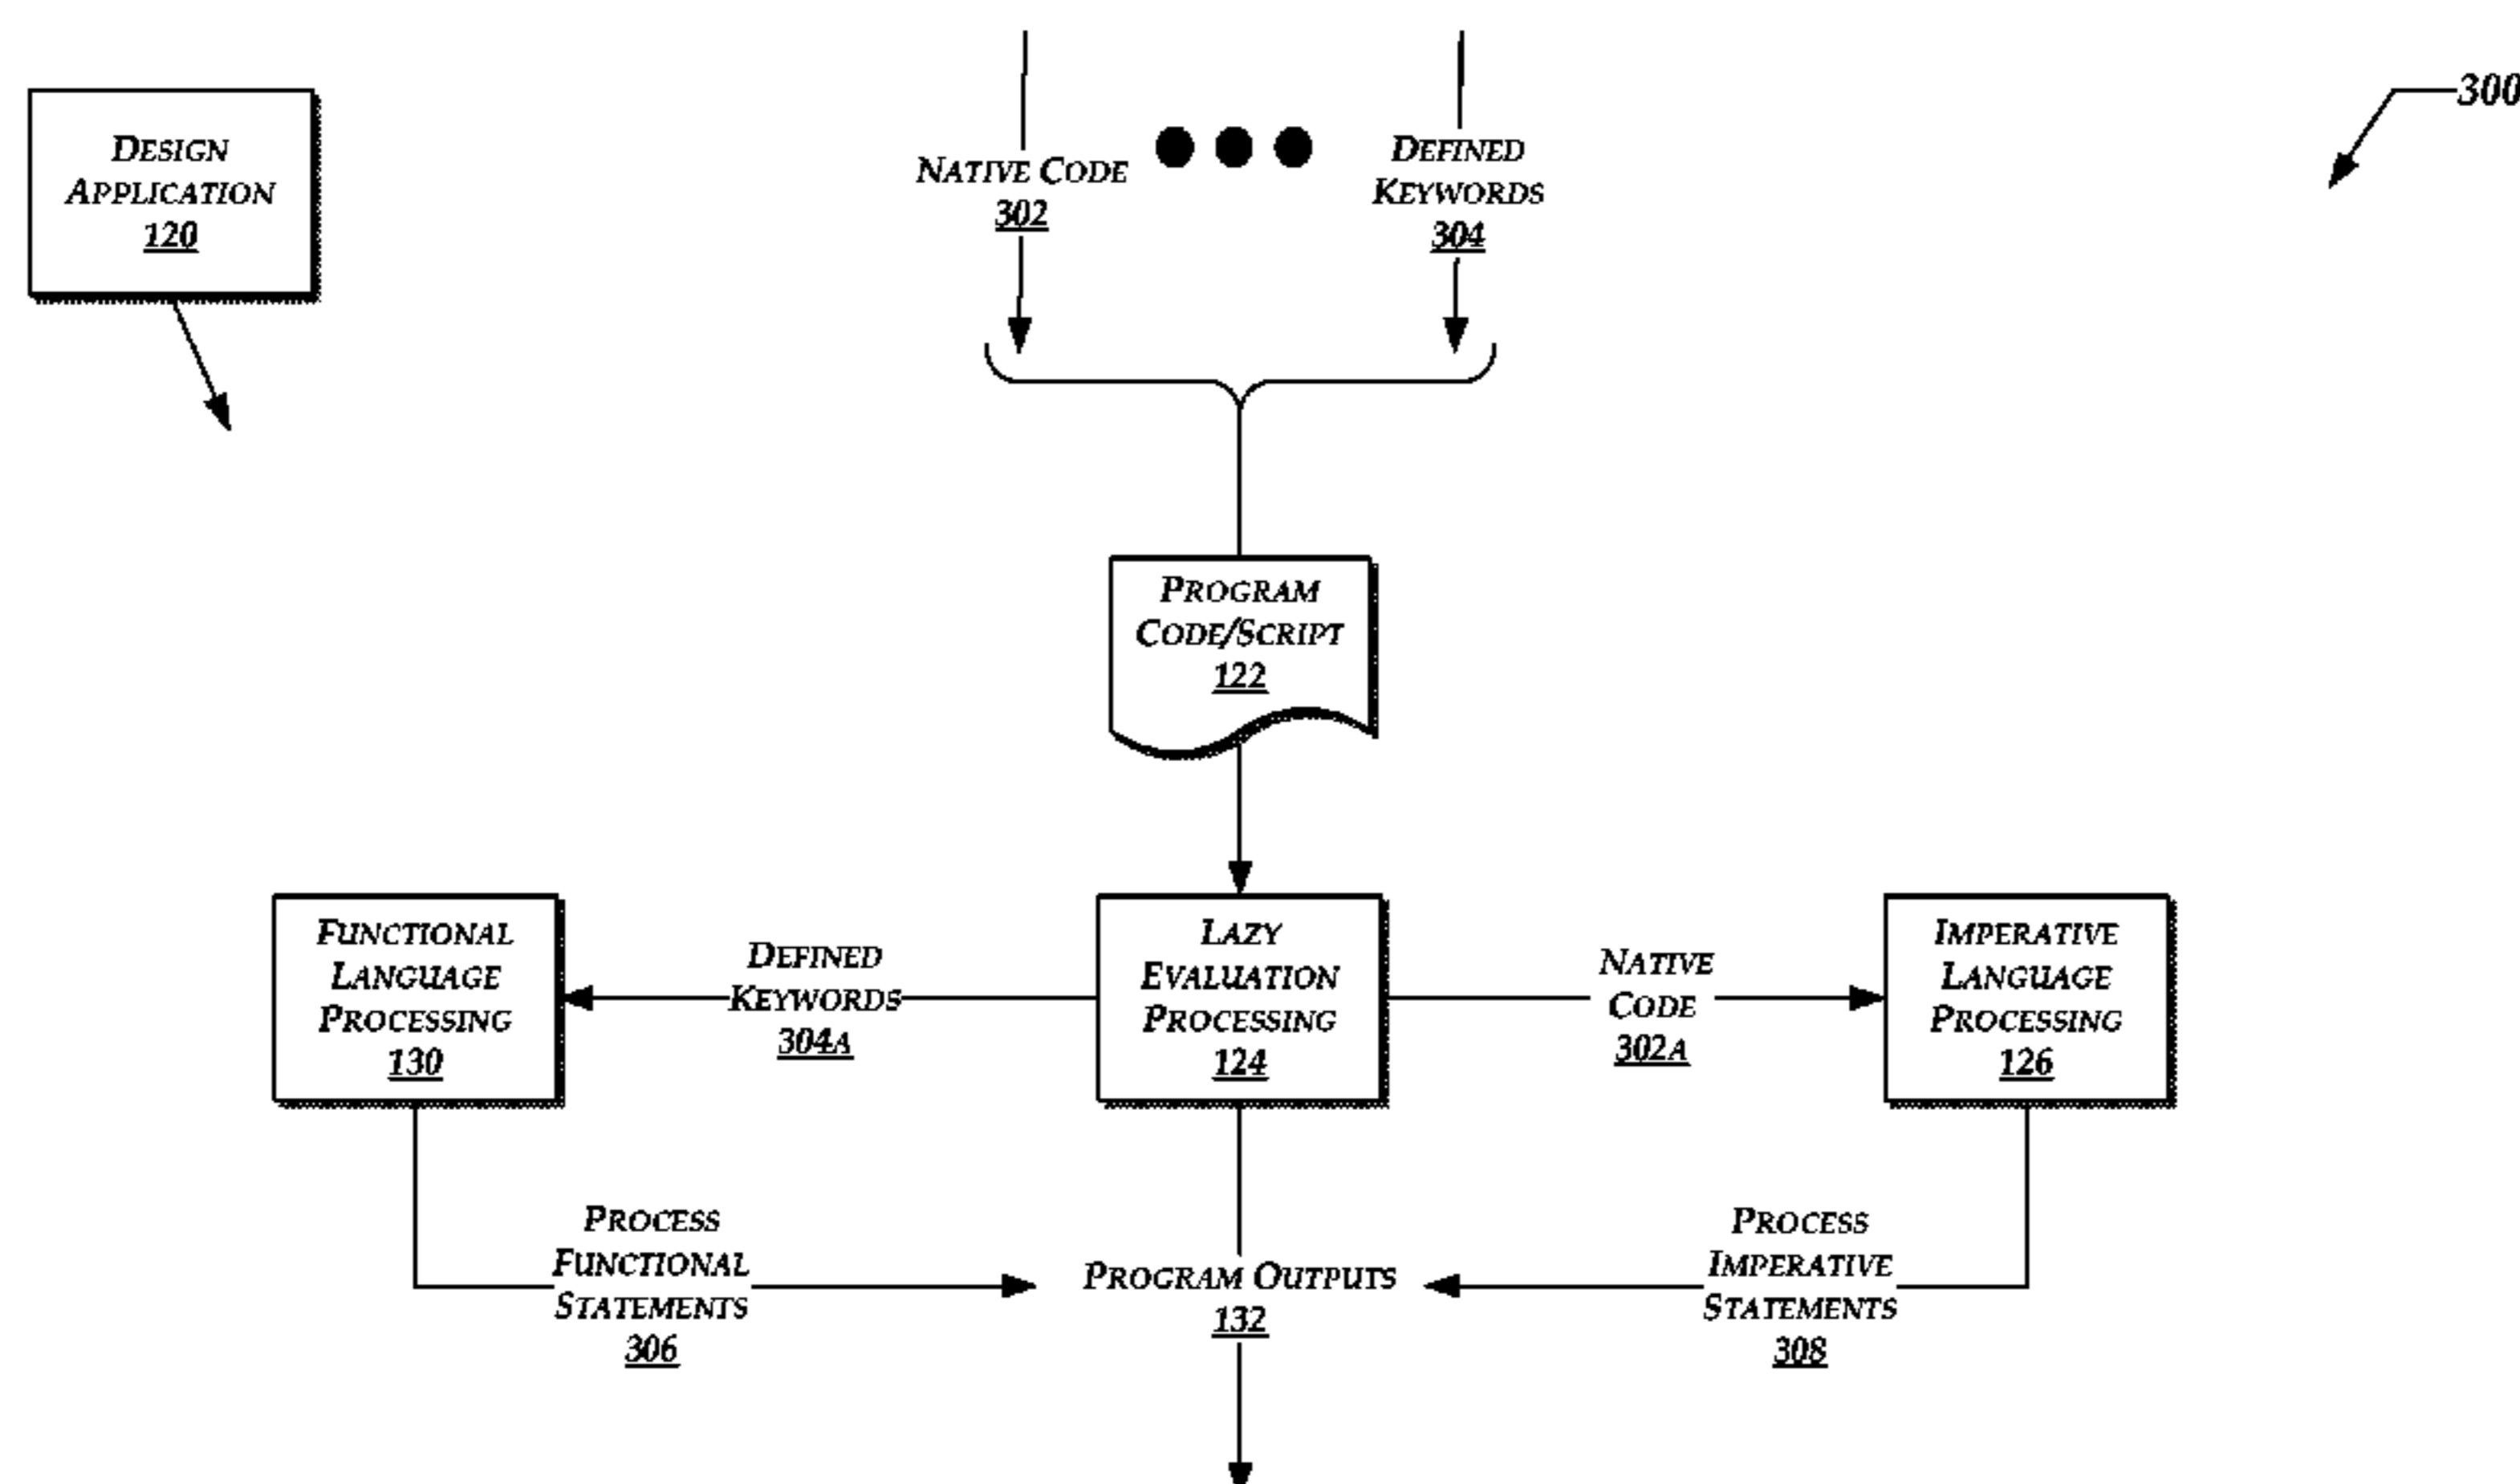 300
DESIGN
APPLICATION
120
NATIVE CODE
302
DEFINED
KEYWORDS
304
PROGRAM
CODE/SCRIPT
122
FUNCTIONAL
LANGUAGE
PROCESSING
130
DEFINED
KEYWORDS
304A
LAZY
EVALUATION
PROCESSING
124
NATIVE
CODE
302A
IMPERATIVE
LANGUAGE
PROCESSING
126
PROCESS
FUNCTIONAL
STATEMENTS
306
PROGRAM OUTPUTS
132
PROCESS
IMPERATIVE
STATEMENTS
308